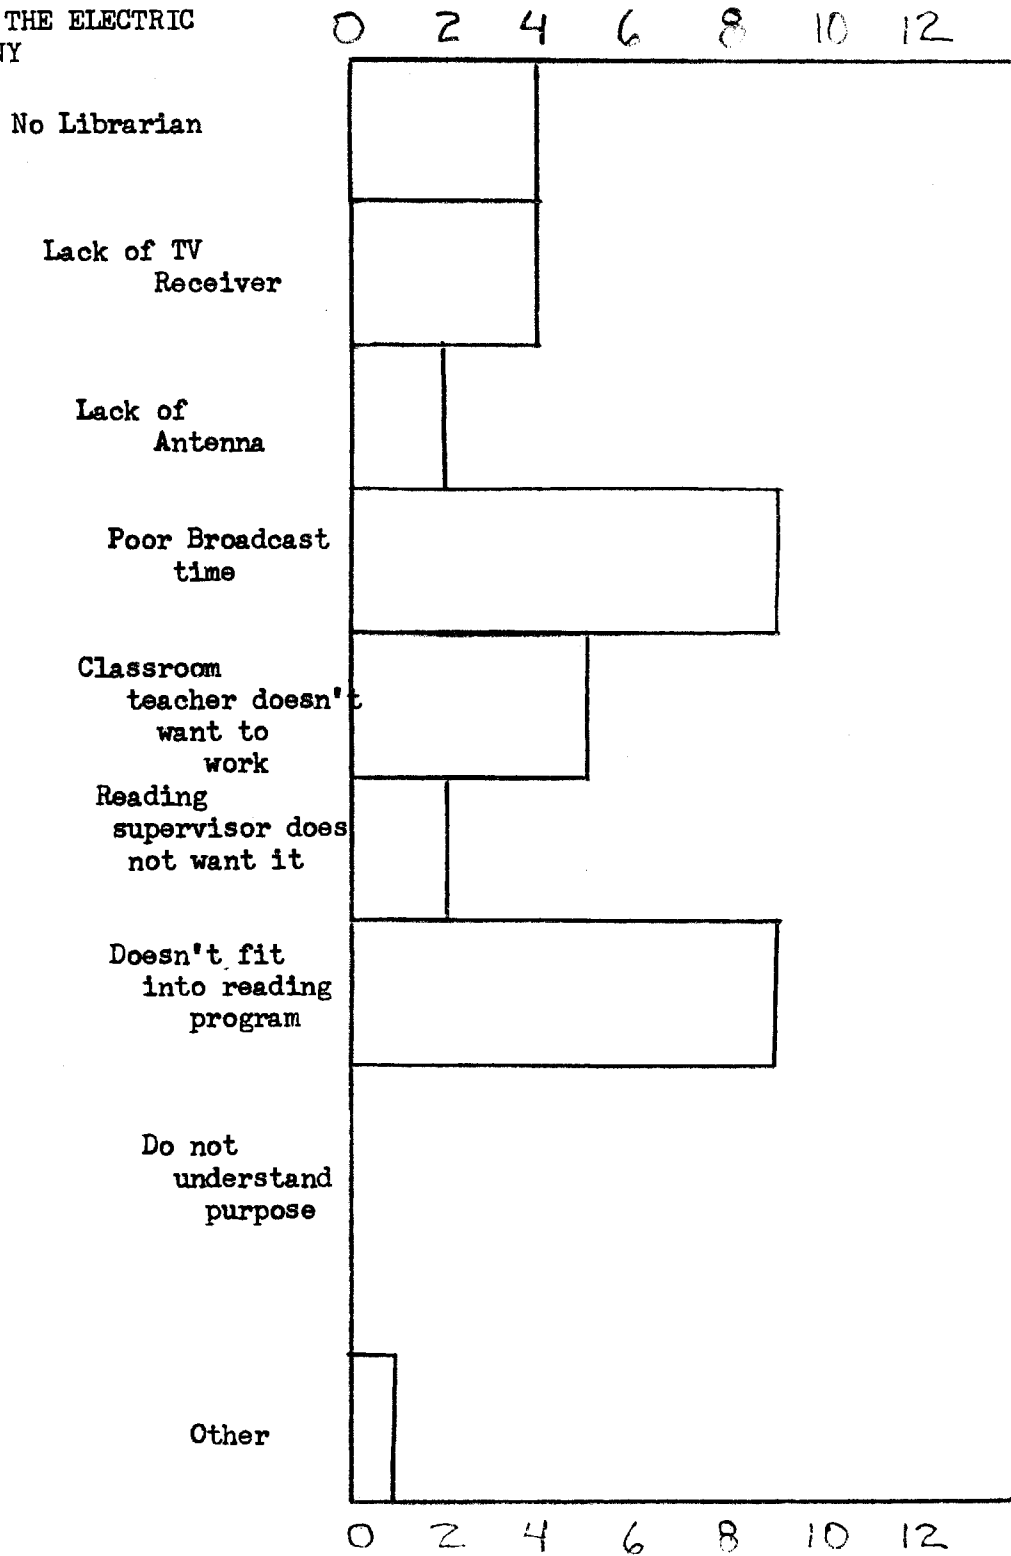 THE ELECTRIC
NY
0 2 4 6 8 10 12
No Librarian
Lack of TV
Receiver
Lack of
Antenna
Poor Broadcast
time
Classroom
teacher doesn't
want to
work
Reading
supervisor does
not want it
Doesn't fit
into reading
program
Do not
understand
purpose
Other
0 2 4 6 8 10 12